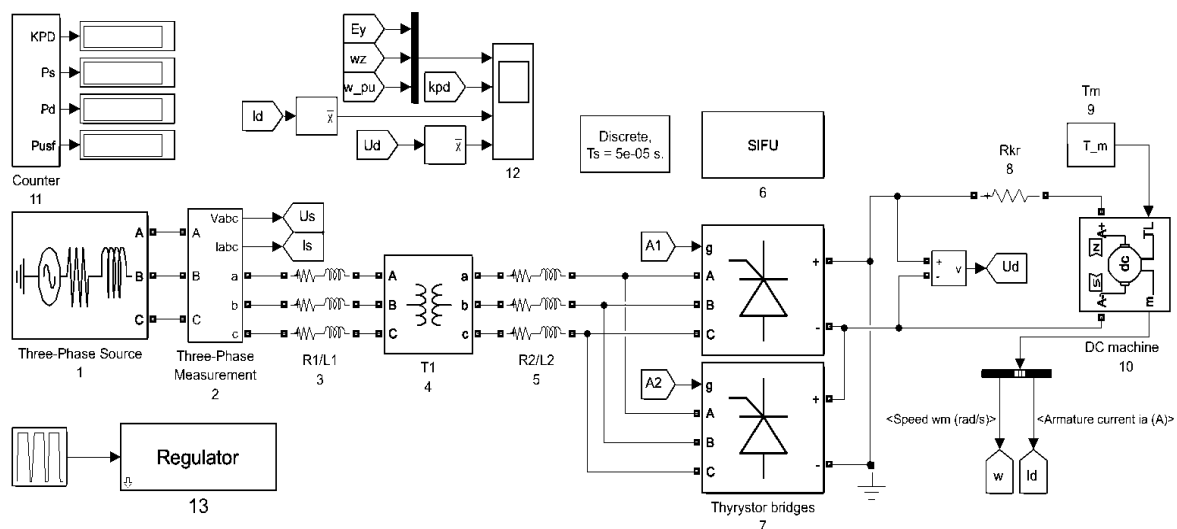 KPD
Ps
Pd
Pusf
Counter
11
Ey
wz
w_pu
kpd
Id
x
Ud
x
12
Discrete,
Ts = 5e-05 s.
SIFU
6
Tm
9
T_m
Rkr
8
+
A
B
C
Three-Phase Source
1
Vabc
Iabc
A
B
C
a
b
c
Three-Phase
Measurement
2
Us
Is
R1/L1
3
A
B
C
a
b
c
T1
4
R2/L2
5
A1
g
A
B
C
+
-
A2
g
A
B
C
+
-
Thyrystor bridges
7
+
-
v
Ud
A+
A-
N
S
dc
TL
m
DC machine
10
<Speed wm (rad/s)>
<Armature current ia (A)>
w
Id
Regulator
13